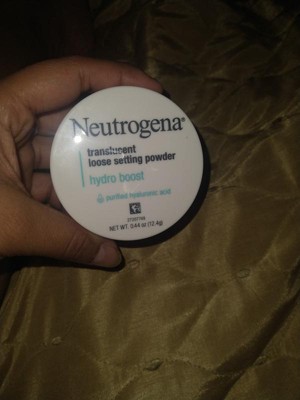 Neutrogena®
translucent
loose setting powder
hydro boost
purified hyaluronic acid
NET WT. 0.44 oz (12.4g)